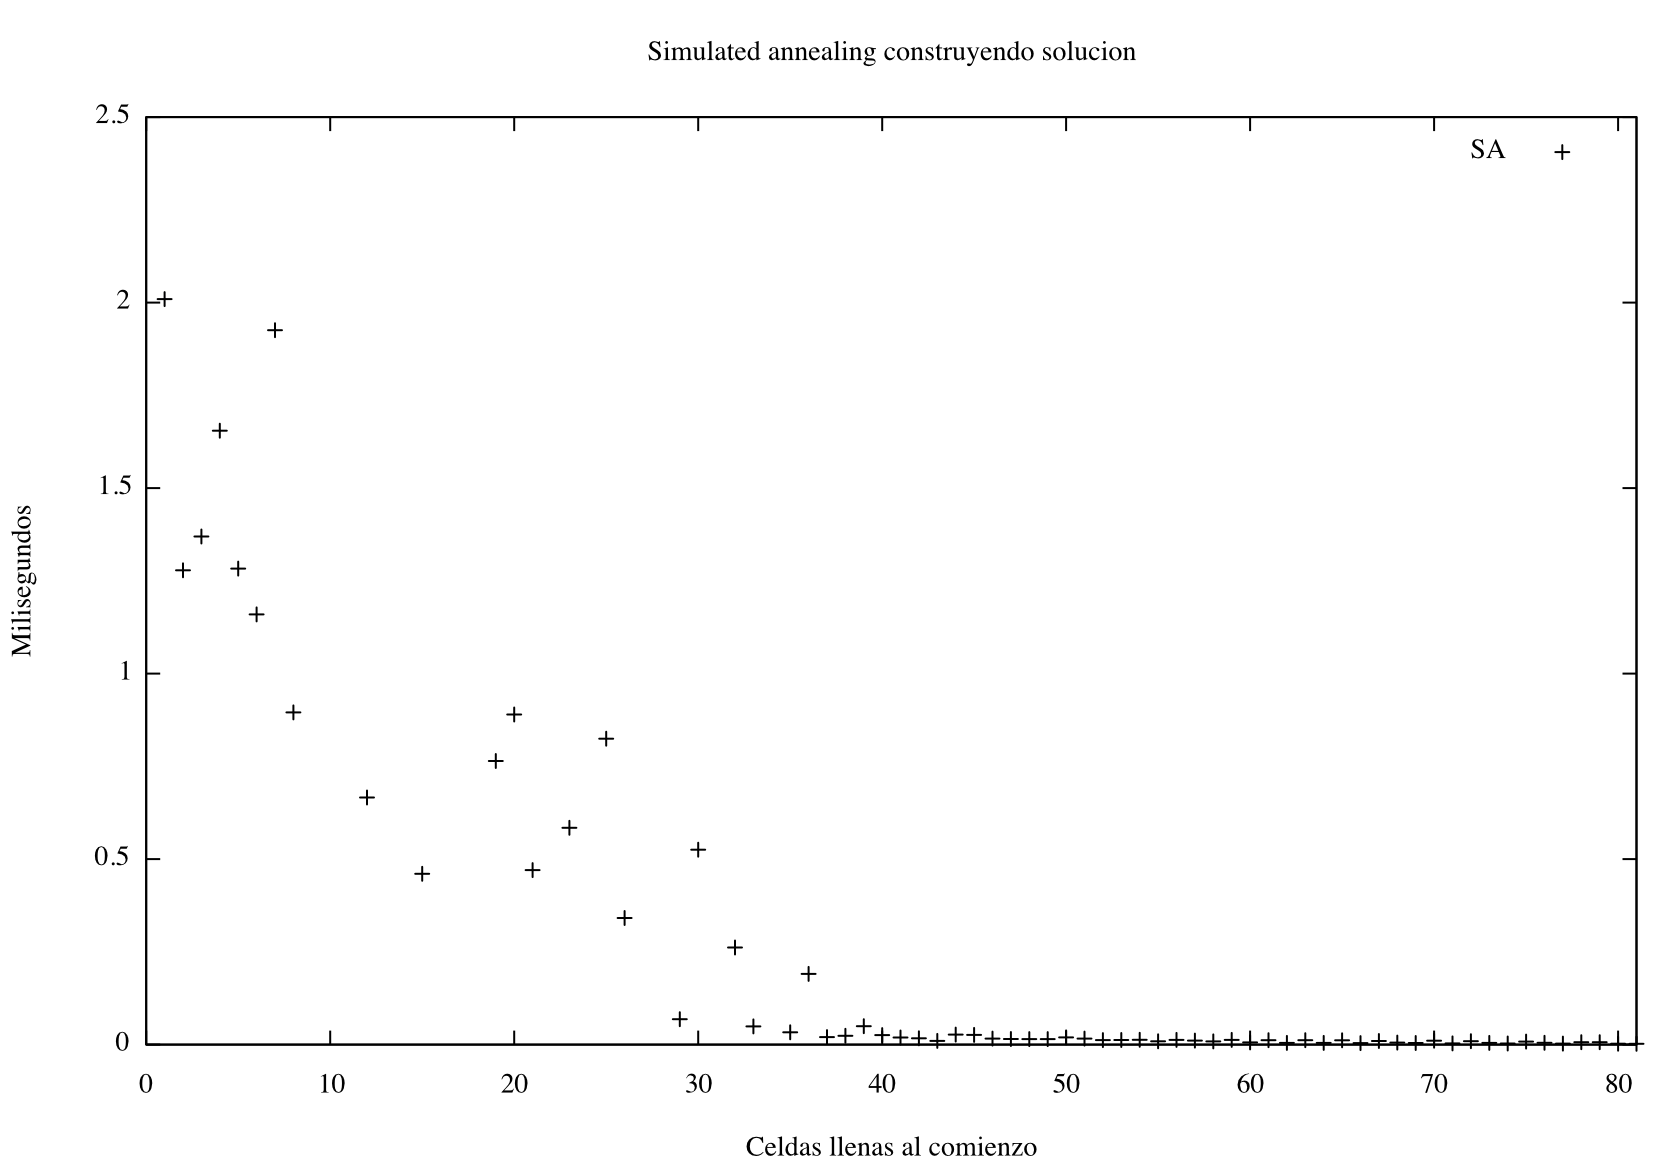 Simulated annealing construyendo solucion
2.5
SA
2
1.5
1
0.5
0
Milisegundos
0 10 20 30 40 50 60 70 80
Celdas llenas al comienzo